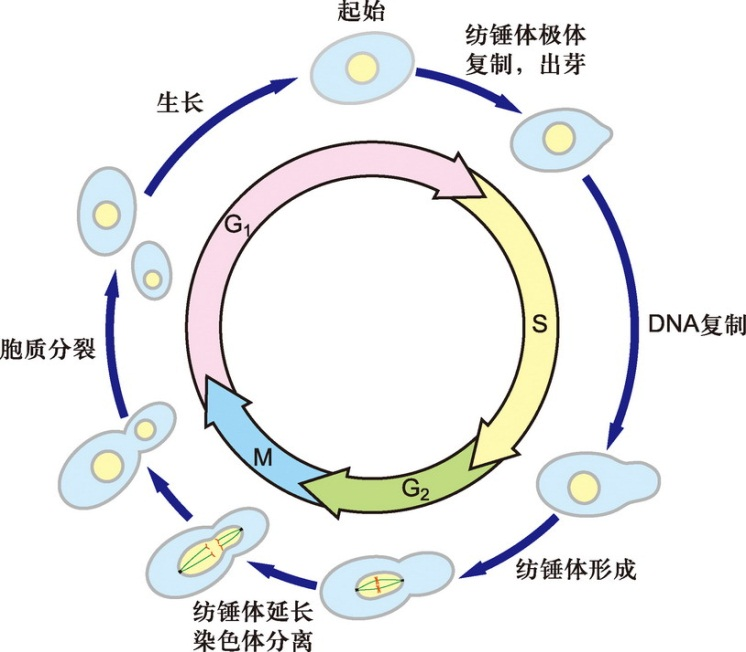 起始
纺锤体极体
复制，出芽
生长
G₁
S
DNA复制
胞质分裂
M
G₂
纺锤体形成
纺锤体延长
染色体分离